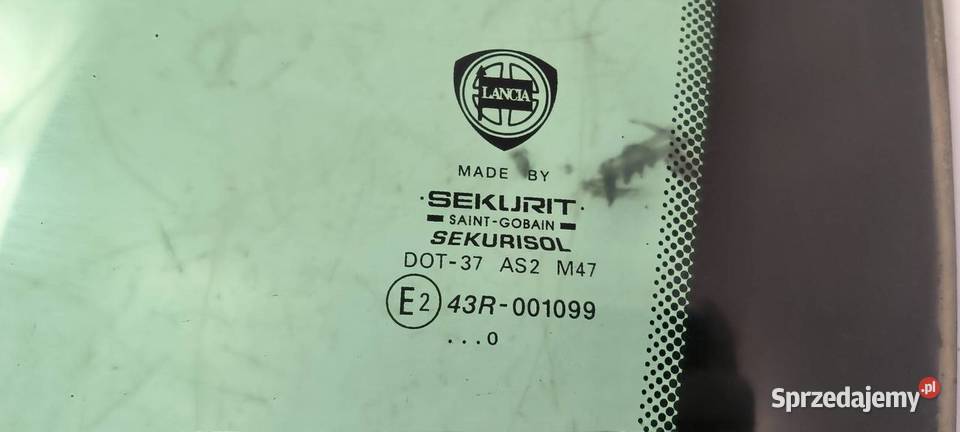 LANCIA
MADE BY
·SEKURIT·
SAINT-GOBAIN
SEKURISOL
DOT-37 AS2 M47
E2 43R-001099
...0
Sprzedajemy.pl